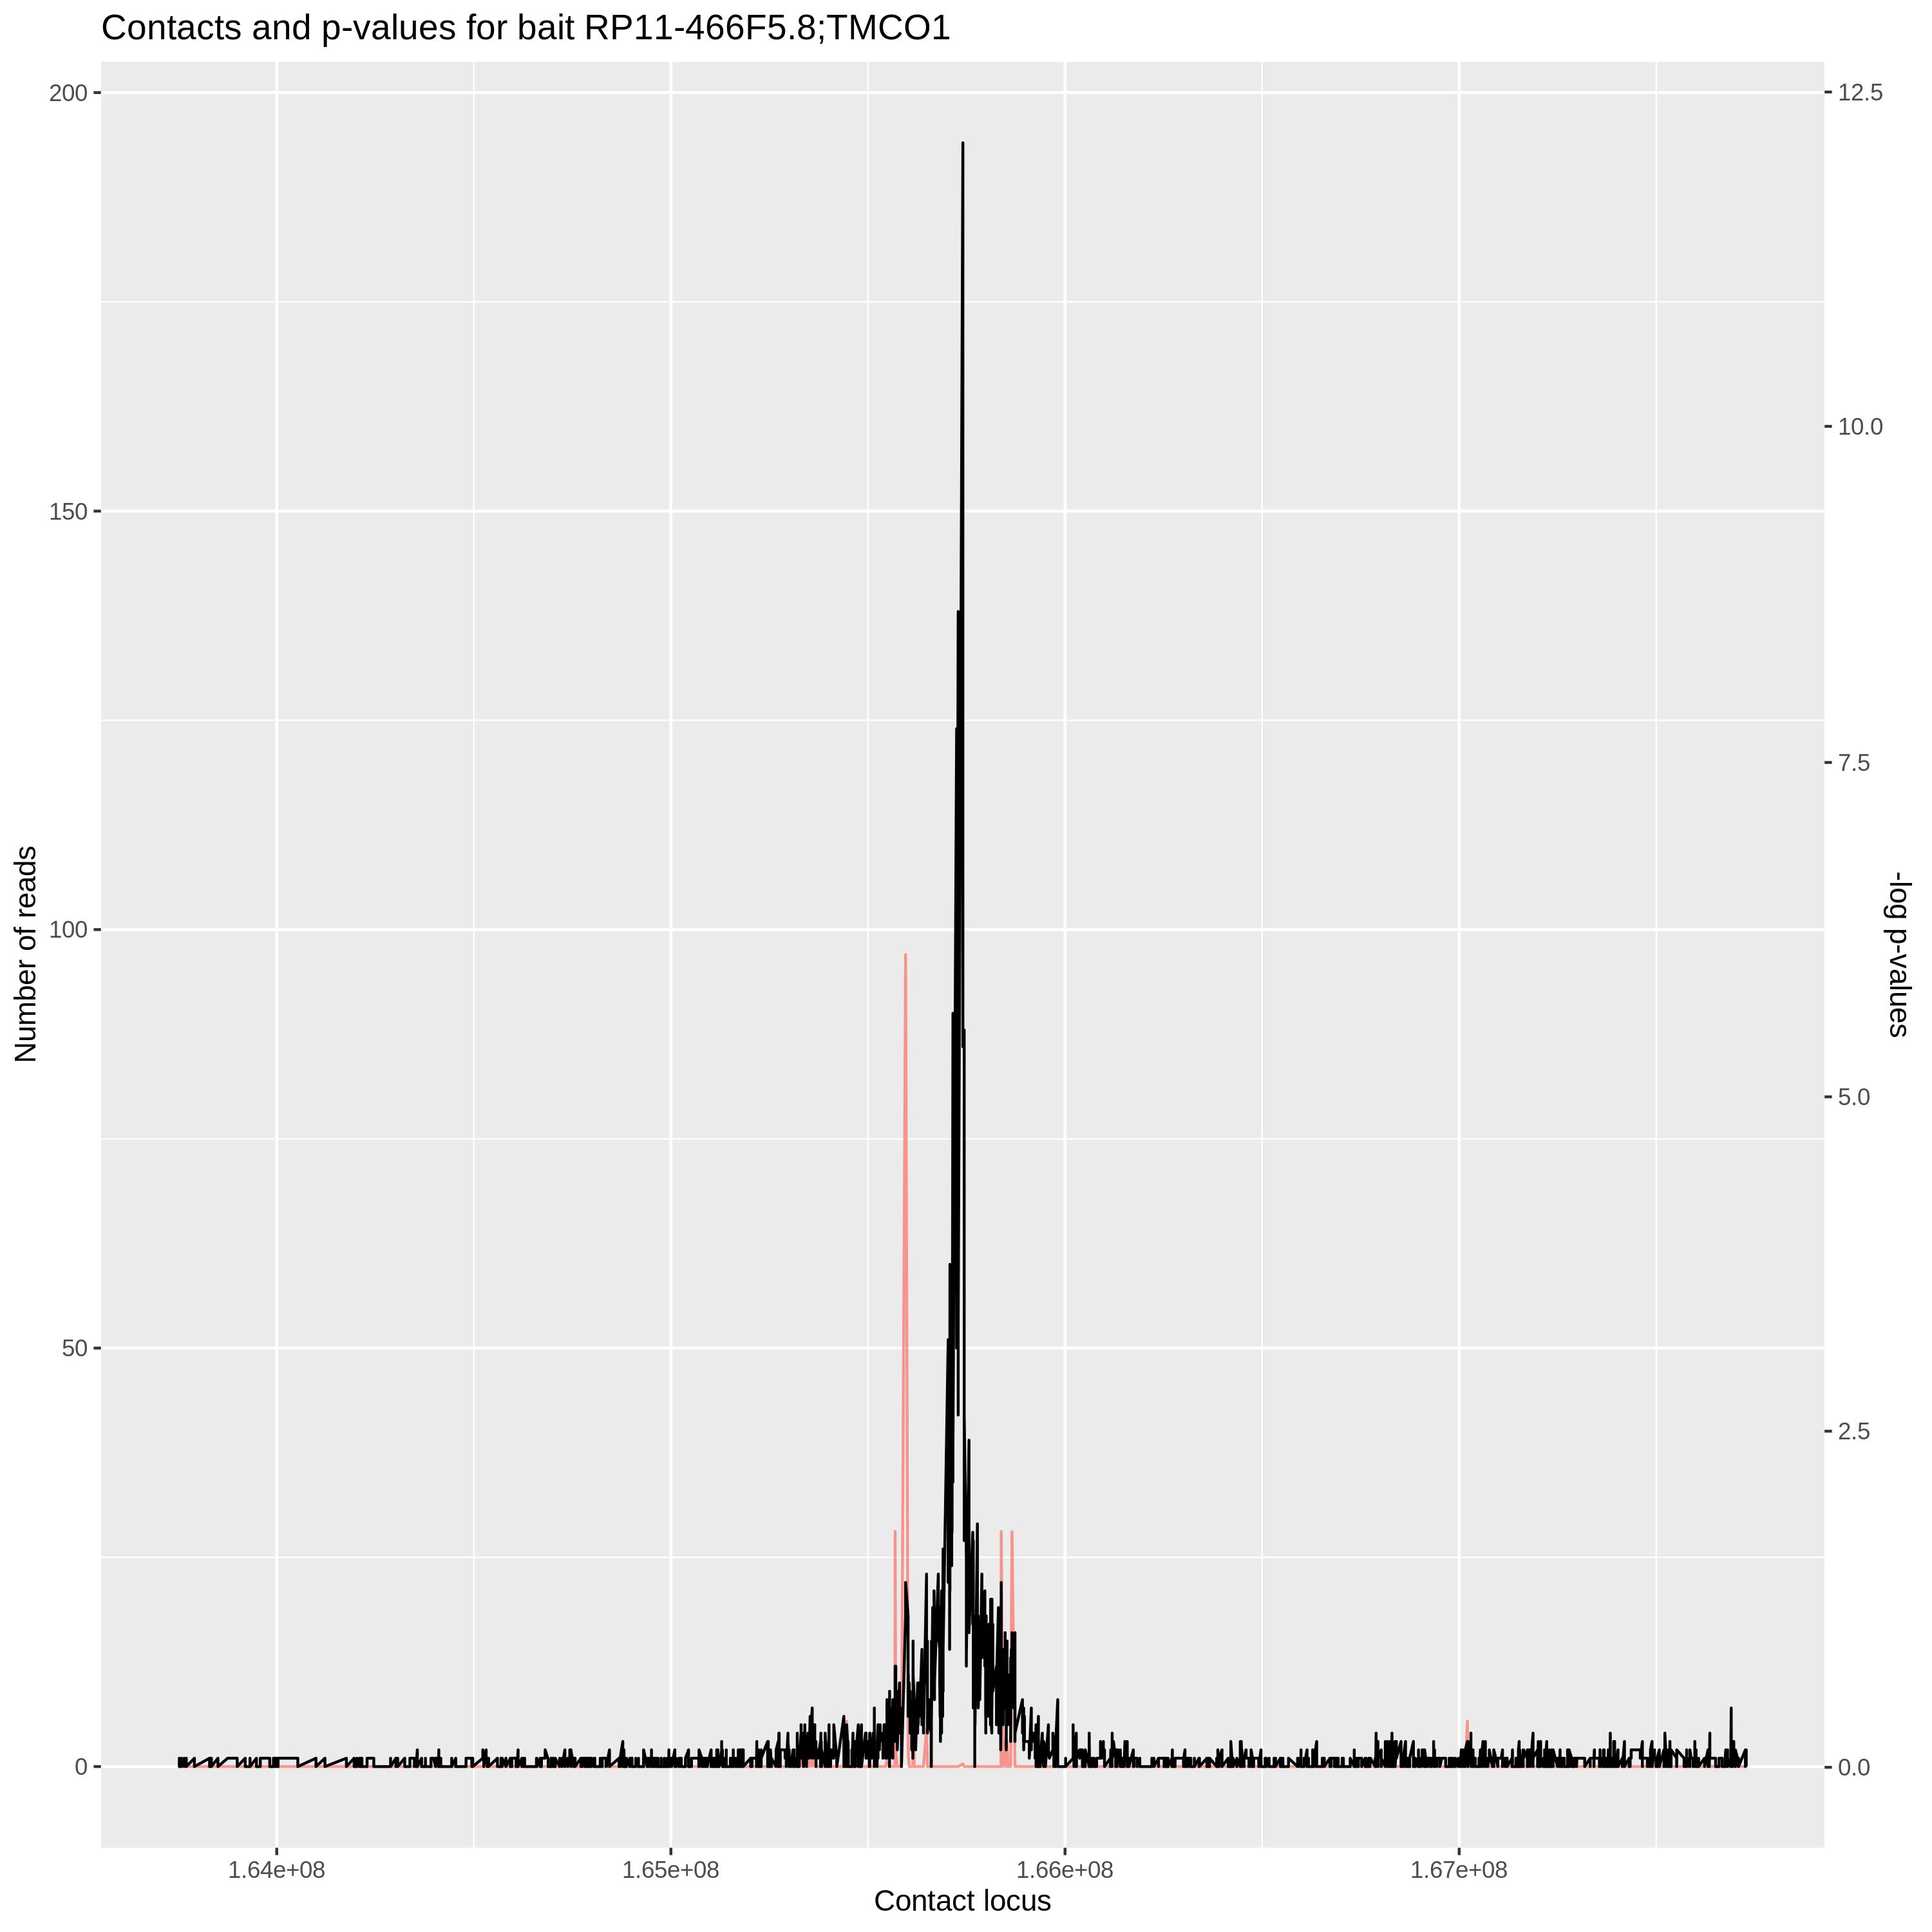 Contacts and p-values for bait RP11-466F5.8;TMCO1
200
150
100
50
0
Number of reads
12.5
10.0
7.5
5.0
2.5
0.0
-log p-values
1.64e+08 1.65e+08 1.66e+08 1.67e+08
Contact locus